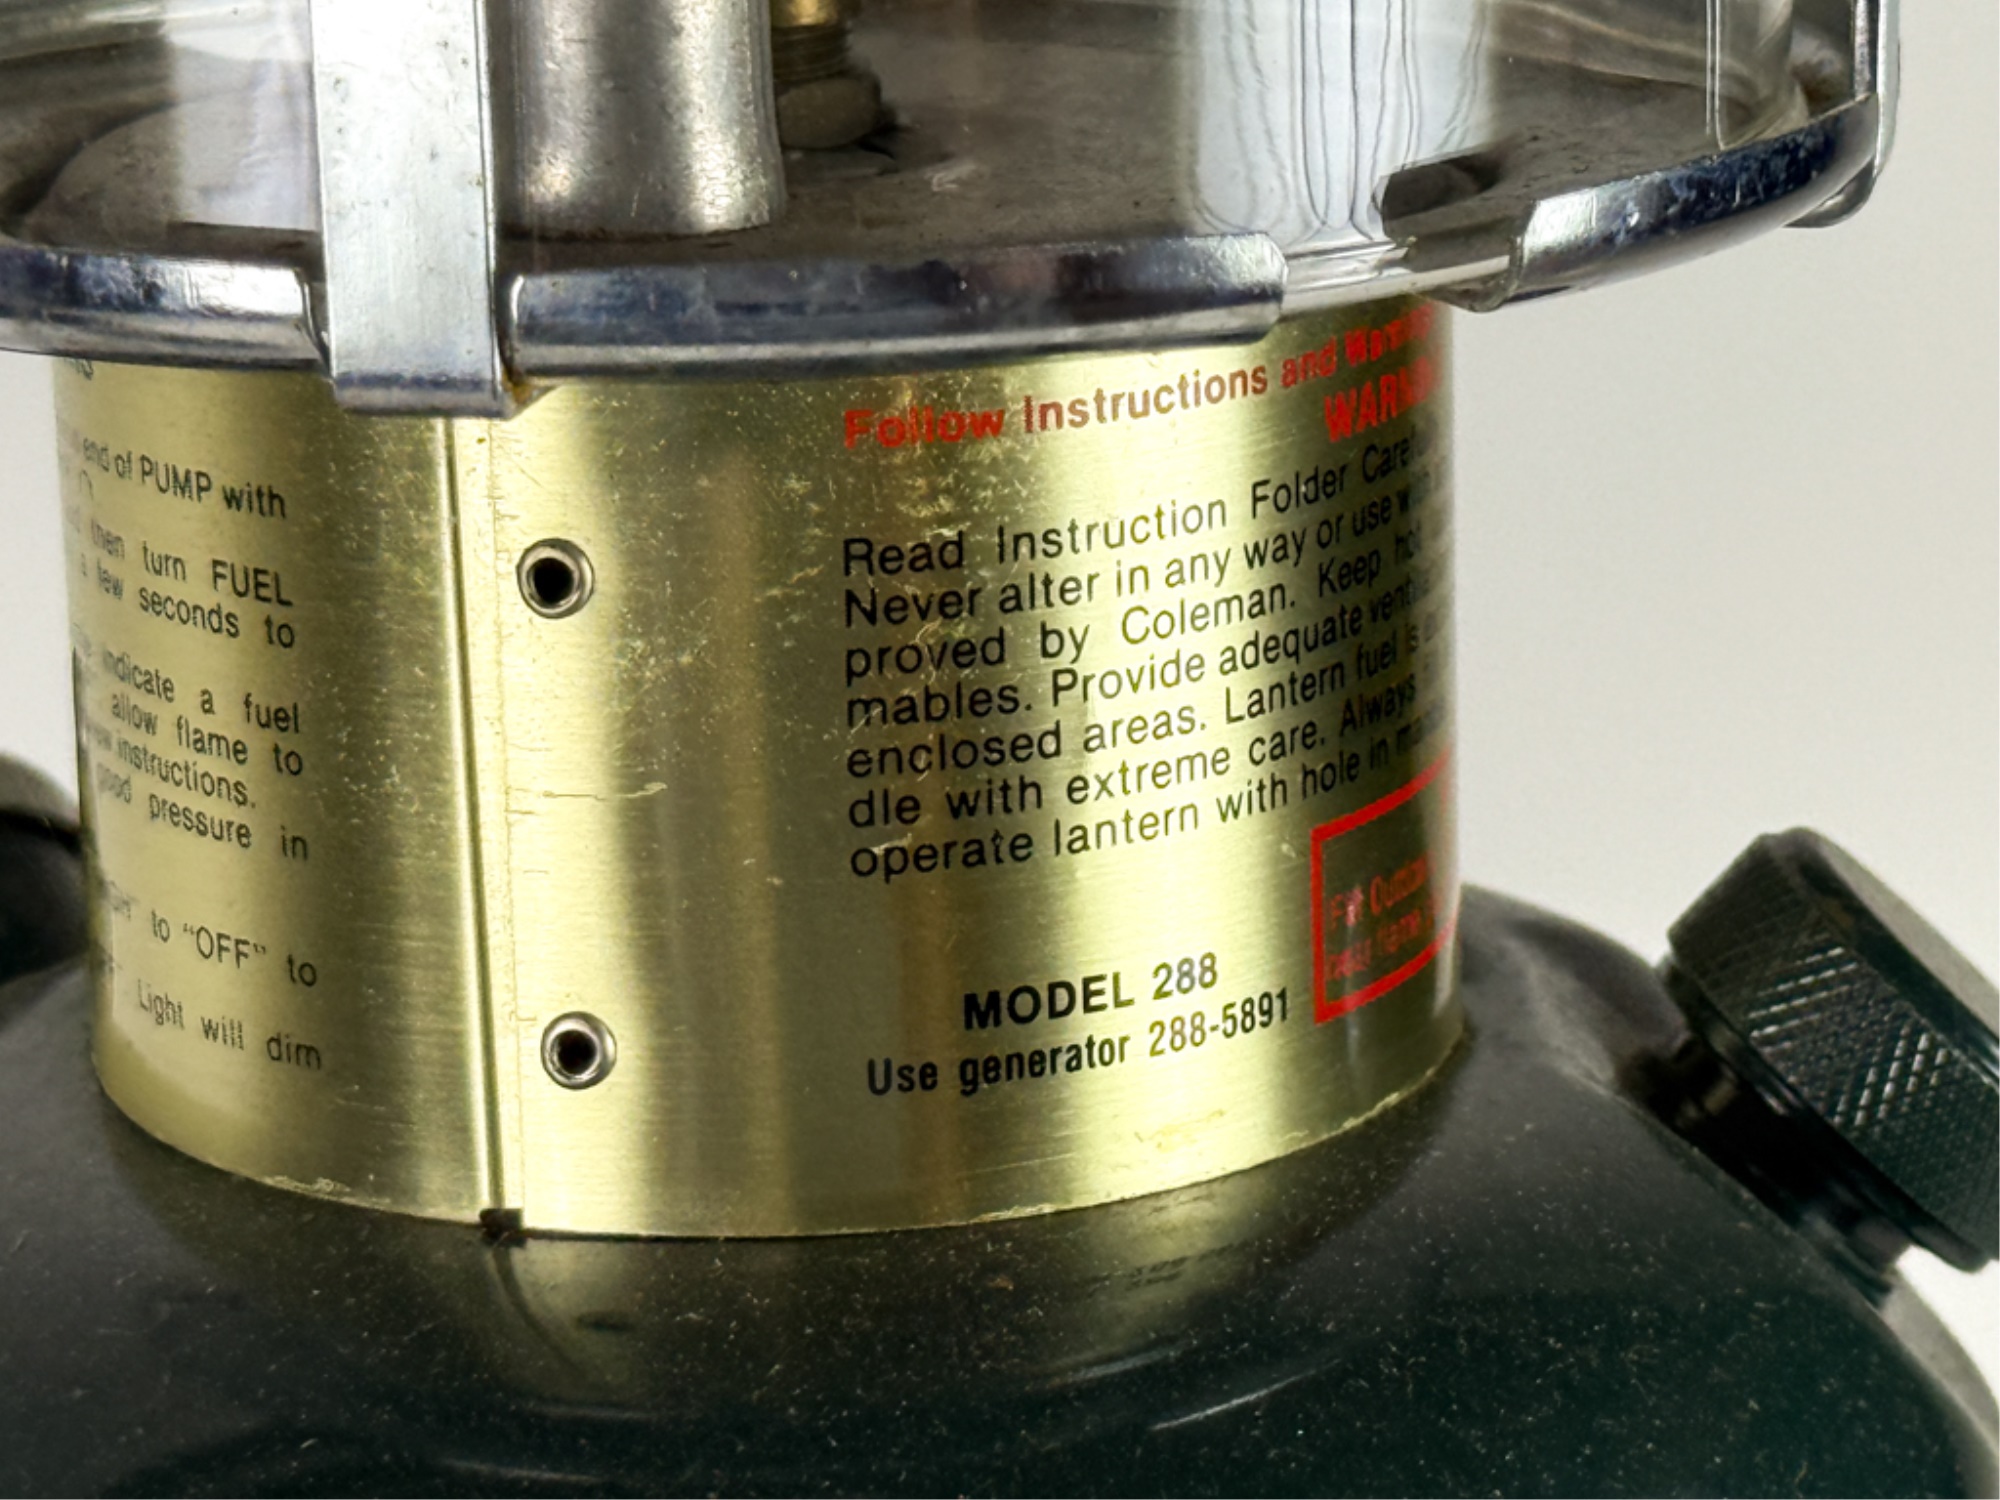 end of PUMP with
then turn FUEL
a few seconds to
indicate a fuel
allow flame to
instructions.
good pressure in
to "OFF" to
Light will dim
Follow Instructions and
Read Instruction Folder
Never alter in any way or use
proved by Coleman. Keep
mables. Provide adequate
enclosed areas. Lantern fuel is
dle with extreme care. Always
operate lantern with hole in
MODEL 288
Use generator 288-5891